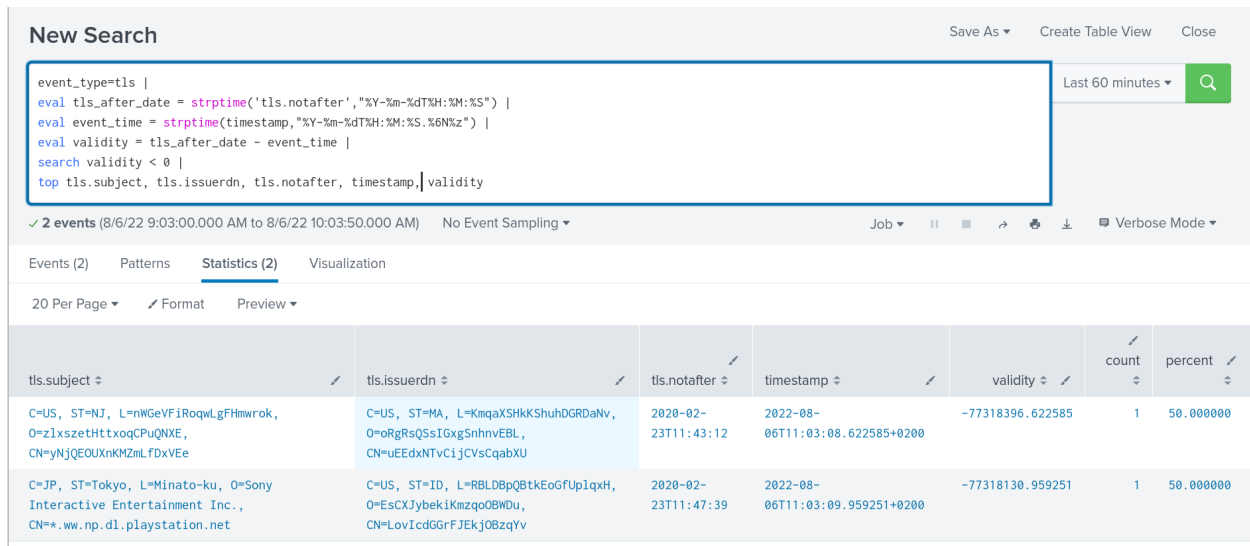 New Search
Save As
Create Table View
Close
event_type=tls |
eval tls_after_date = strptime('tls.notafter',"%Y-%m-%dT%H:%M:%S") |
eval event_time = strptime(timestamp,"%Y-%m-%dT%H:%M:%S.%6N%z") |
eval validity = tls_after_date - event_time |
search validity < 0 |
top tls.subject, tls.issuerdn, tls.notafter, timestamp, validity
Last 60 minutes
2 events (8/6/22 9:03:00.000 AM to 8/6/22 10:03:50.000 AM)
No Event Sampling
Job
Verbose Mode
Events (2)
Patterns
Statistics (2)
Visualization
20 Per Page
Format
Preview
tls.subject
tls.issuerdn
tls.notafter
timestamp
validity
count
percent
C=US, ST=NJ, L=nWGeVFiRoqwLgFHmwrok,
O=zlxszetHttxoqCPuQNXE,
CN=yNjQEOUXnKMZmLfDxVEe
C=US, ST=MA, L=KmqaXSHkKShuhDGRDaNv,
O=oRgRsQSsIGxgSnhnvEBL,
CN=uEEdxNTvCijCVsCqabXU
2020-02-
23T11:43:12
2022-08-
06T11:03:08.622585+0200
-77318396.622585
1
50.000000
C=JP, ST=Tokyo, L=Minato-ku, O=Sony
Interactive Entertainment Inc.,
CN=*.ww.np.dl.playstation.net
C=US, ST=ID, L=RBLDBpQBtkEoGfUplqxH,
O=EsCXJybekiKmzqoOBWDu,
CN=LovIcdGGrFJEkjOBzqYv
2020-02-
23T11:47:39
2022-08-
06T11:03:09.959251+0200
-77318130.959251
1
50.000000